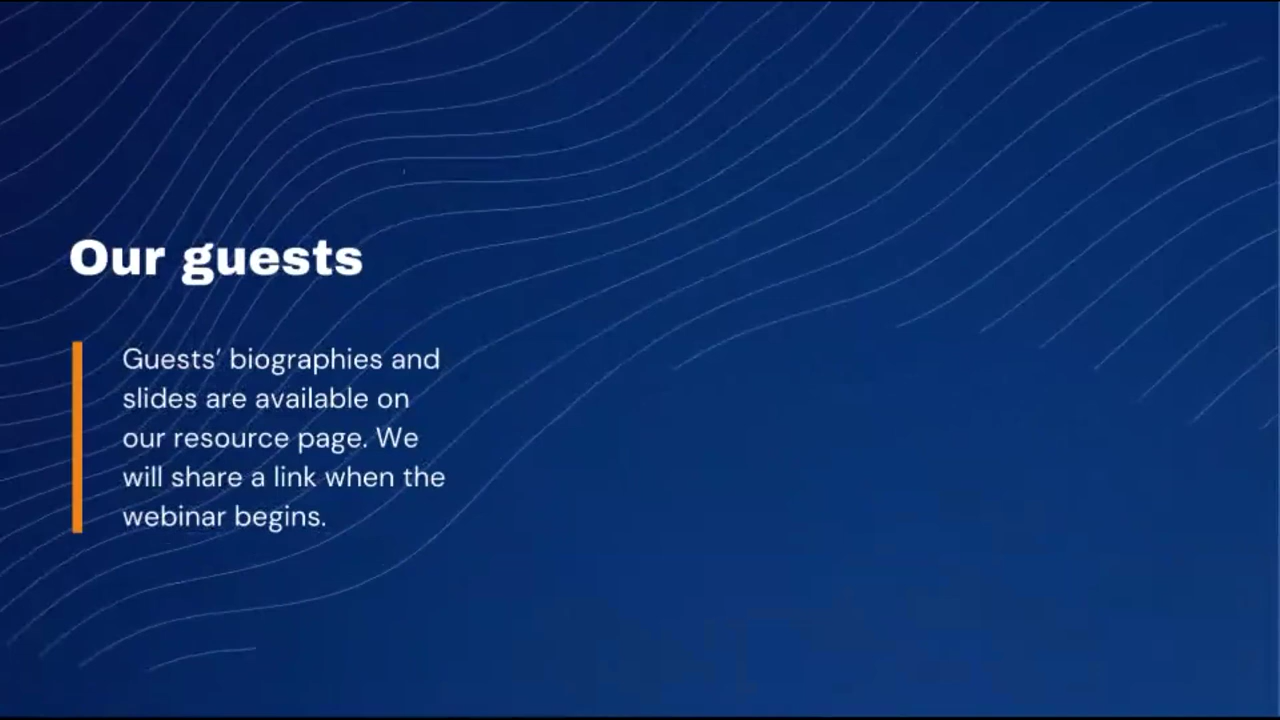 Our guests
Guests’ biographies and
slides are available on
our resource page. We
will share a link when the
webinar begins.